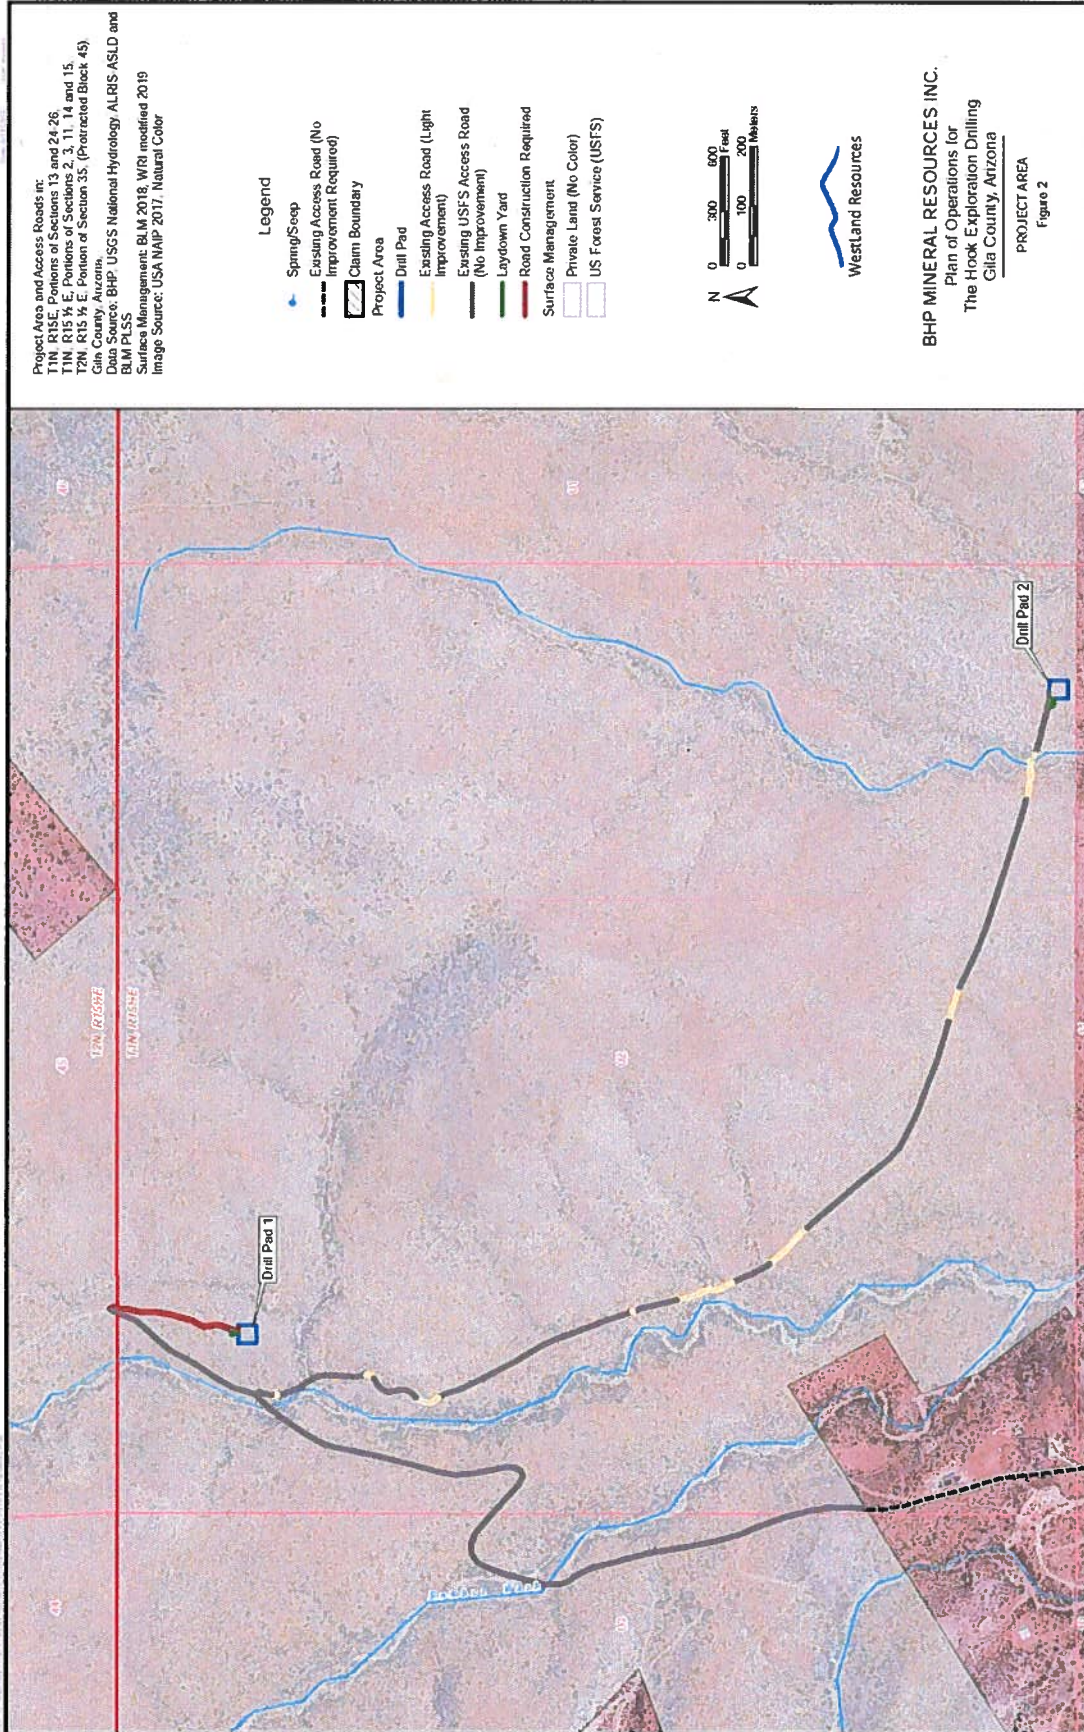 Project Area and Access Roads in:
T1N, R15E, Portions of Sections 13 and 24-26,
T1N, R15 ½ E, Portions of Sections 2, 3, 11, 14 and 15,
T2N, R15 ½ E, Portion of Section 35, (Protracted Block 45)
Gila County, Arizona,
Data Source: BHP, USGS National Hydrology, ALRIS-ASLD and
BLM PLSS
Surface Management: BLM 2018, WRI modified 2019
Image Source: USA NAIP 2017, Natural Color
Legend
Spring/Seep
Existing Access Road (No
Improvement Required)
Claim Boundary
Project Area
Drill Pad
Existing Access Road (Light
Improvement)
Existing USFS Access Road
(No Improvement)
Laydown Yard
Road Construction Required
Surface Management
Private Land (No Color)
US Forest Service (USFS)
N
0 300 600
Feet
0 100 200
Meters
WestLand Resources
BHP MINERAL RESOURCES INC.
Plan of Operations for
The Hook Exploration Drilling
Gila County, Arizona
PROJECT AREA
Figure 2
T2N R15½E
T1N R15½E
Drill Pad 1
Drill Pad 2
02
03